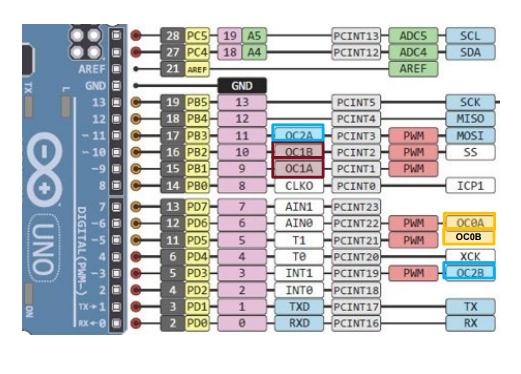 28 PC5 19 A5 PCINT13 ADC5 SCL
27 PC4 18 A4 PCINT12 ADC4 SDA
AREF 21 AREF AREF
GND GND
13 19 PB5 13 PCINT5 SCK
12 18 PB4 12 PCINT4 MISO
~11 17 PB3 11 OC2A PCINT3 PWM MOSI
~10 16 PB2 10 OC1B PCINT2 PWM SS
~9 15 PB1 9 OC1A PCINT1 PWM
8 14 PB0 8 CLKO PCINT0 ICP1
7 13 PD7 7 AIN1 PCINT23
~6 12 PD6 6 AIN0 PCINT22 PWM OC0A
~5 11 PD5 5 T1 PCINT21 PWM OC0B
4 6 PD4 4 T0 PCINT20 XCK
~3 5 PD3 3 INT1 PCINT19 PWM OC2B
2 4 PD2 2 INT0 PCINT18
TX→1 3 PD1 1 TXD PCINT17 TX
RX←0 2 PD0 0 RXD PCINT16 RX
TX
L
UNO
DIGITAL(PWM~)
ON